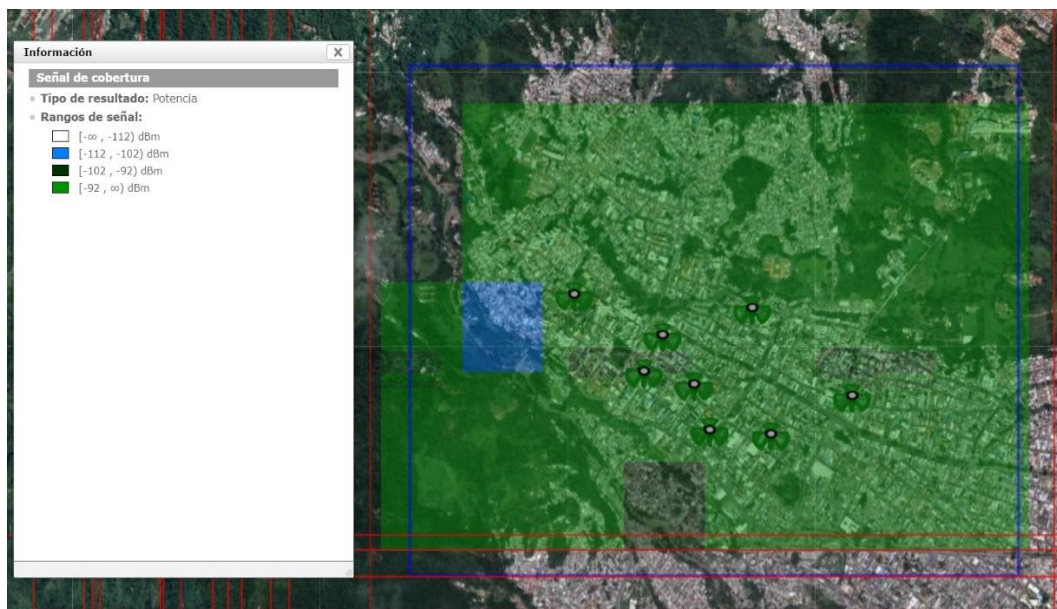 Información
Señal de cobertura
Tipo de resultado: Potencia
Rangos de señal:
[-∞ , -112) dBm
[-112 , -102) dBm
[-102 , -92) dBm
[-92 , ∞) dBm